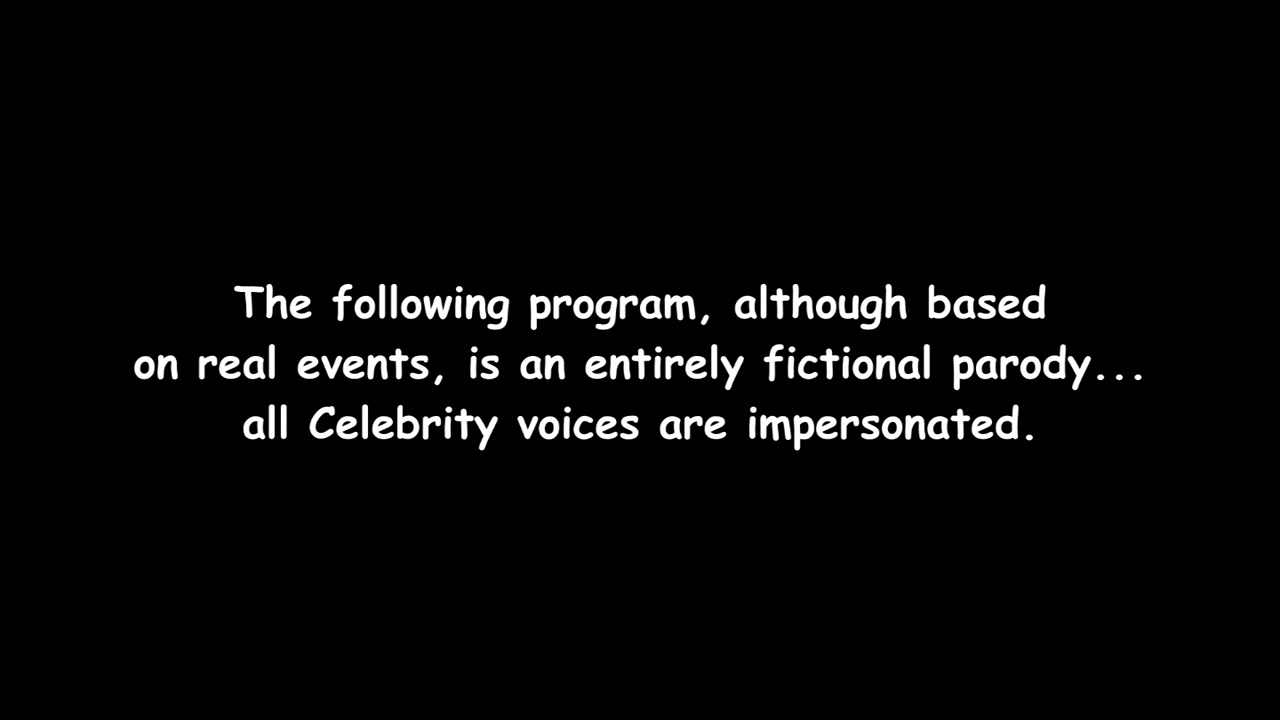 The following program, although based
on real events, is an entirely fictional parody...
all Celebrity voices are impersonated.